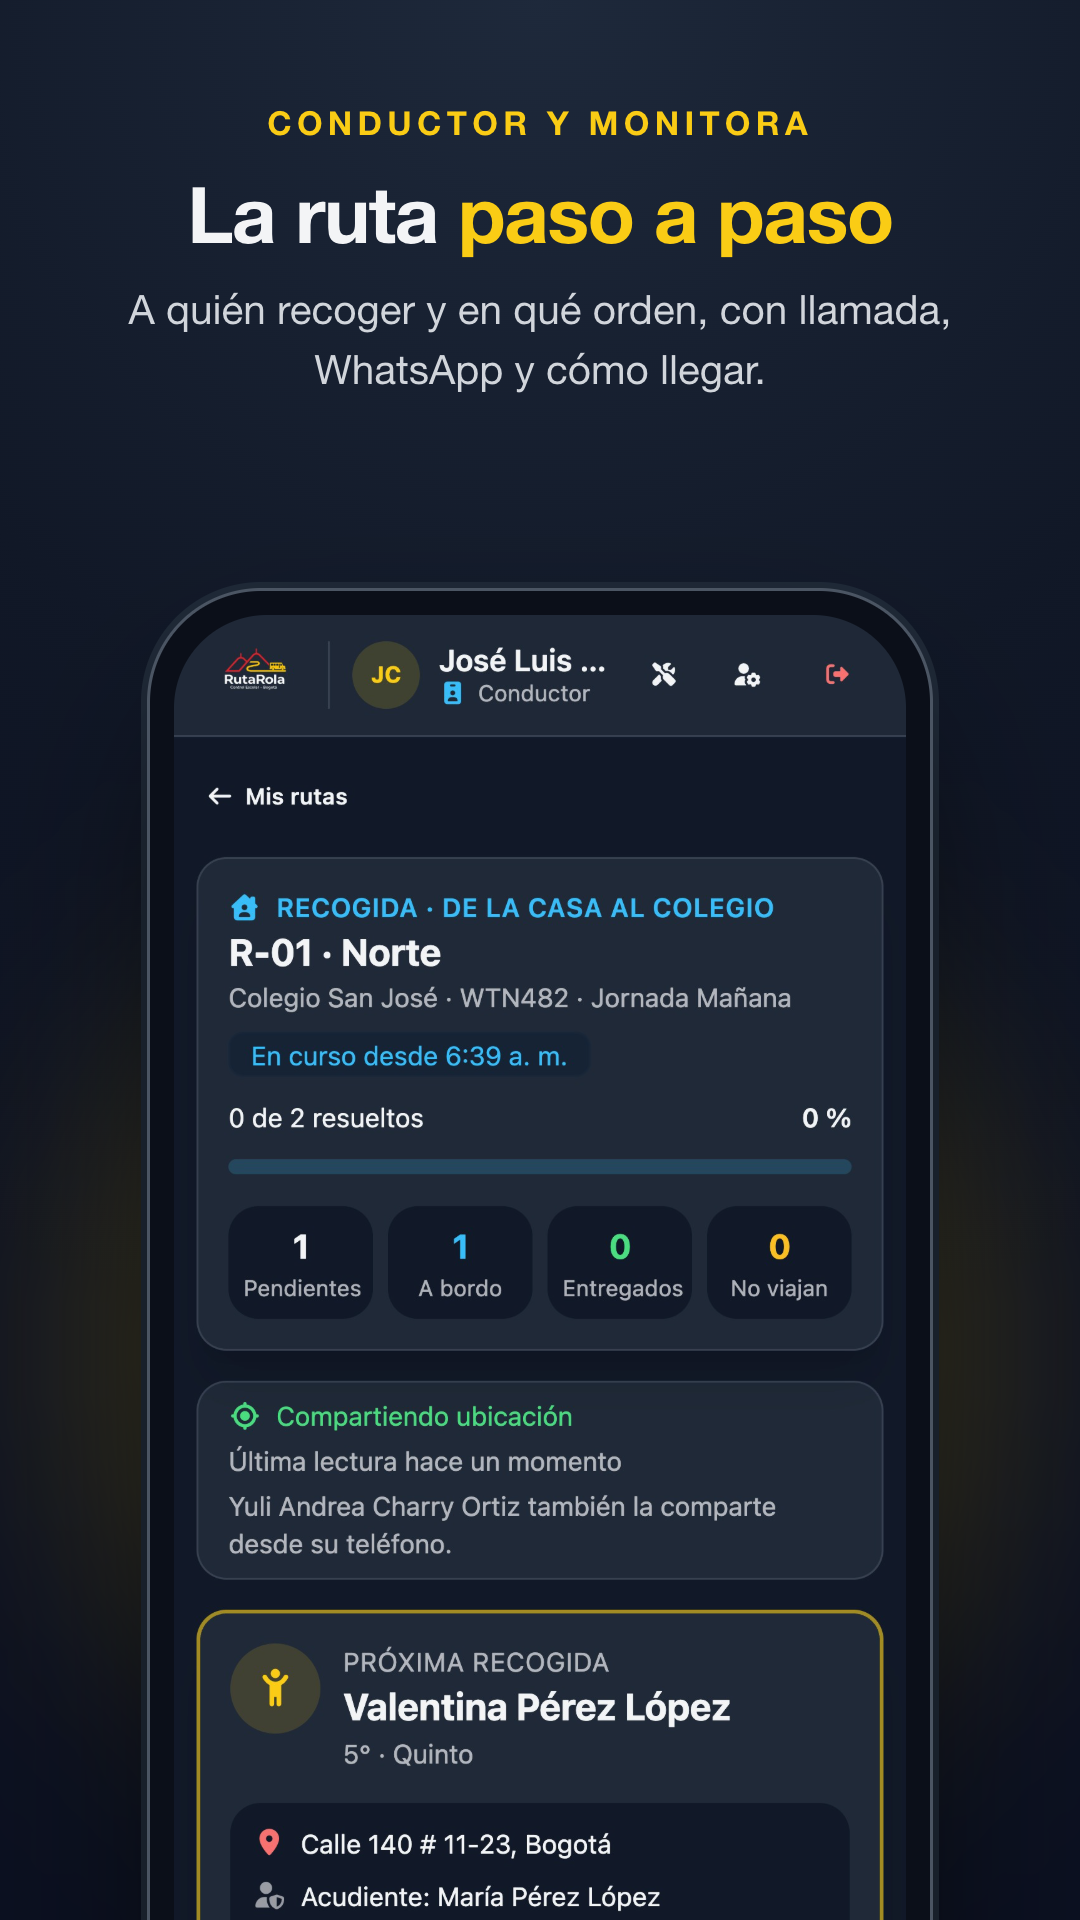 CONDUCTOR Y MONITORA
La ruta paso a paso
A quién recoger y en qué orden, con llamada,
WhatsApp y cómo llegar.
RutaRola
Control Escolar - Bogotá
JC
José Luis ...
Conductor
← Mis rutas
RECOGIDA · DE LA CASA AL COLEGIO
R-01 · Norte
Colegio San José · WTN482 · Jornada Mañana
En curso desde 6:39 a. m.
0 de 2 resueltos 0 %
1 1 0 0
Pendientes A bordo Entregados No viajan
Compartiendo ubicación
Última lectura hace un momento
Yuli Andrea Charry Ortiz también la comparte
desde su teléfono.
PRÓXIMA RECOGIDA
Valentina Pérez López
5° · Quinto
Calle 140 # 11-23, Bogotá
Acudiente: María Pérez López